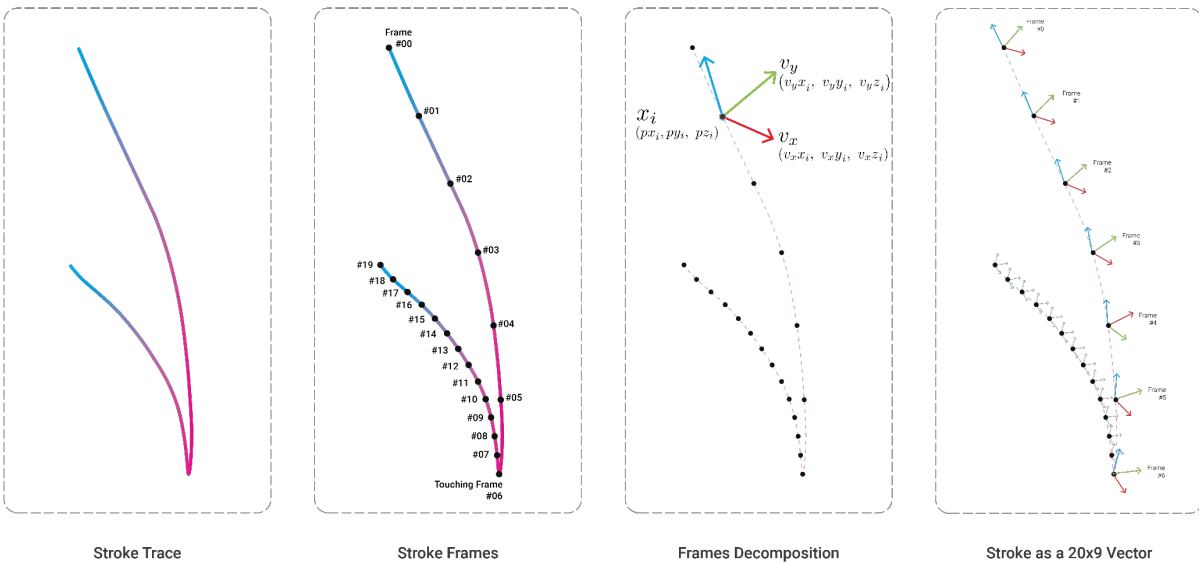 Frame
#00
#01
#02
#03
#19
#18
#17
#16
#15
#14
#04
#13
#12
#11
#10
#05
#09
#08
#07
Touching Frame
#06
v_y
(v_yx_i, v_yy_i, v_yz_i)
x_i
(px_i, py_i, pz_i)
v_x
(v_xx_i, v_xy_i, v_xz_i)
Frame
#0
Frame
#1
Frame
#2
Frame
#3
Frame
#4
Frame
#5
Frame
#6
Stroke Trace
Stroke Frames
Frames Decomposition
Stroke as a 20x9 Vector